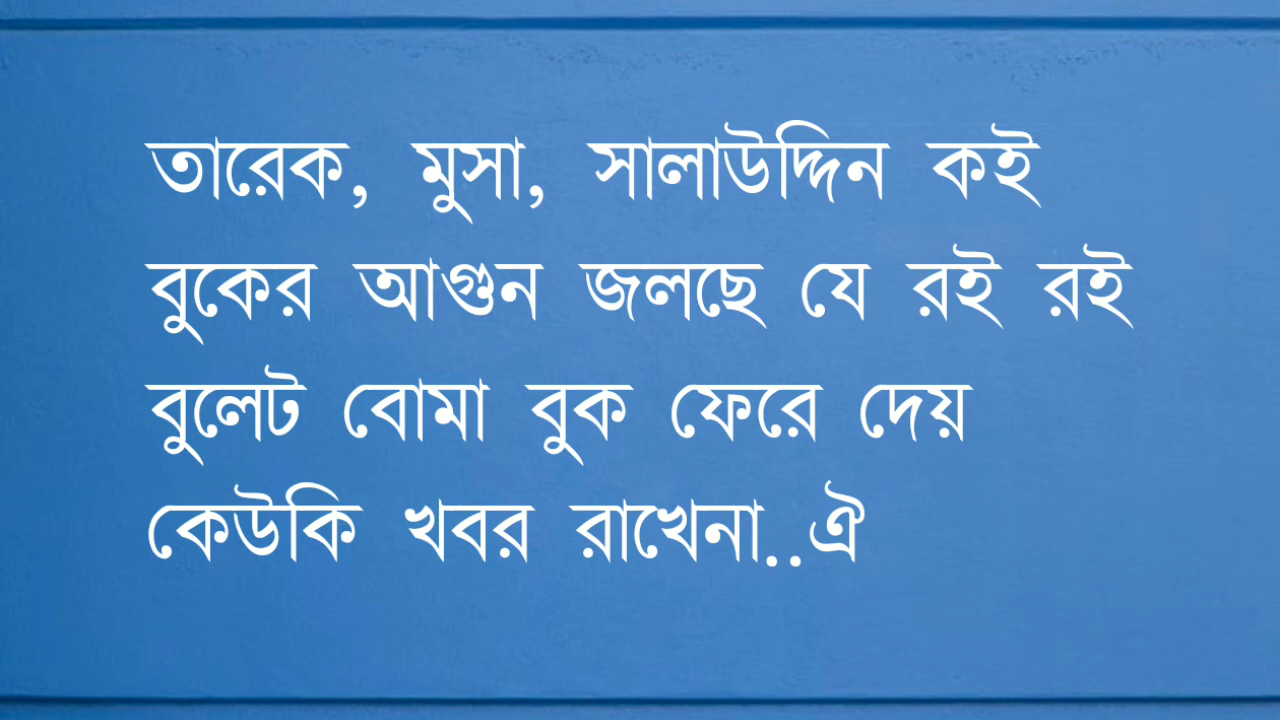 তারেক, মুসা, সালাউদ্দিন কই
বুকের আগুন জলছে যে রই রই
বুলেট বোমা বুক ফেরে দেয়
কেউকি খবর রাখেনা..ঐ